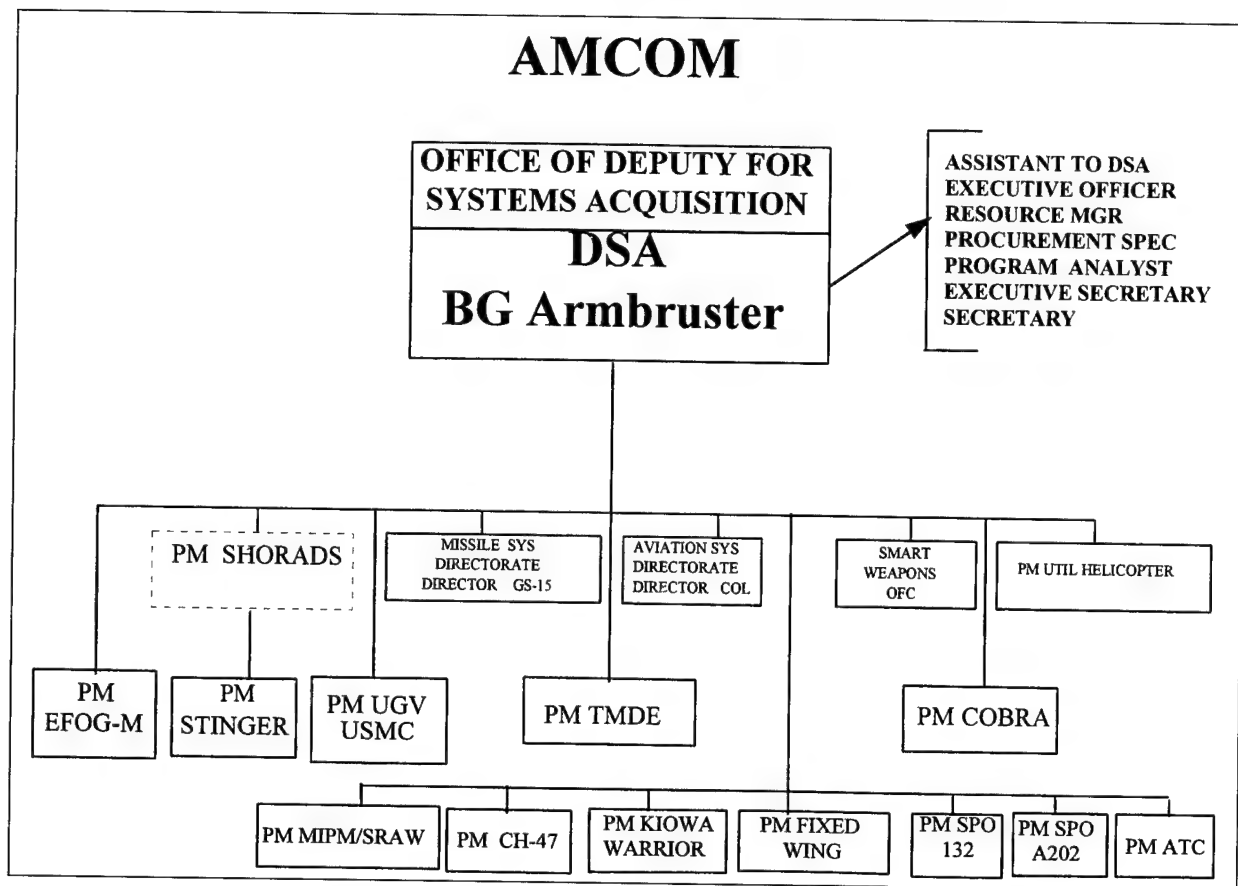 AMCOM
OFFICE OF DEPUTY FOR
SYSTEMS ACQUISITION
DSA
BG Armbruster
ASSISTANT TO DSA
EXECUTIVE OFFICER
RESOURCE MGR
PROCUREMENT SPEC
PROGRAM ANALYST
EXECUTIVE SECRETARY
SECRETARY
PM SHORADS
MISSILE SYS
DIRECTORATE
DIRECTOR GS-15
AVIATION SYS
DIRECTORATE
DIRECTOR COL
SMART
WEAPONS
OFC
PM UTIL HELICOPTER
PM
EFOG-M
PM
STINGER
PM UGV
USMC
PM TMDE
PM COBRA
PM MIPM/SRAW
PM CH-47
PM KIOWA
WARRIOR
PM FIXED
WING
PM SPO
132
PM SPO
A202
PM ATC